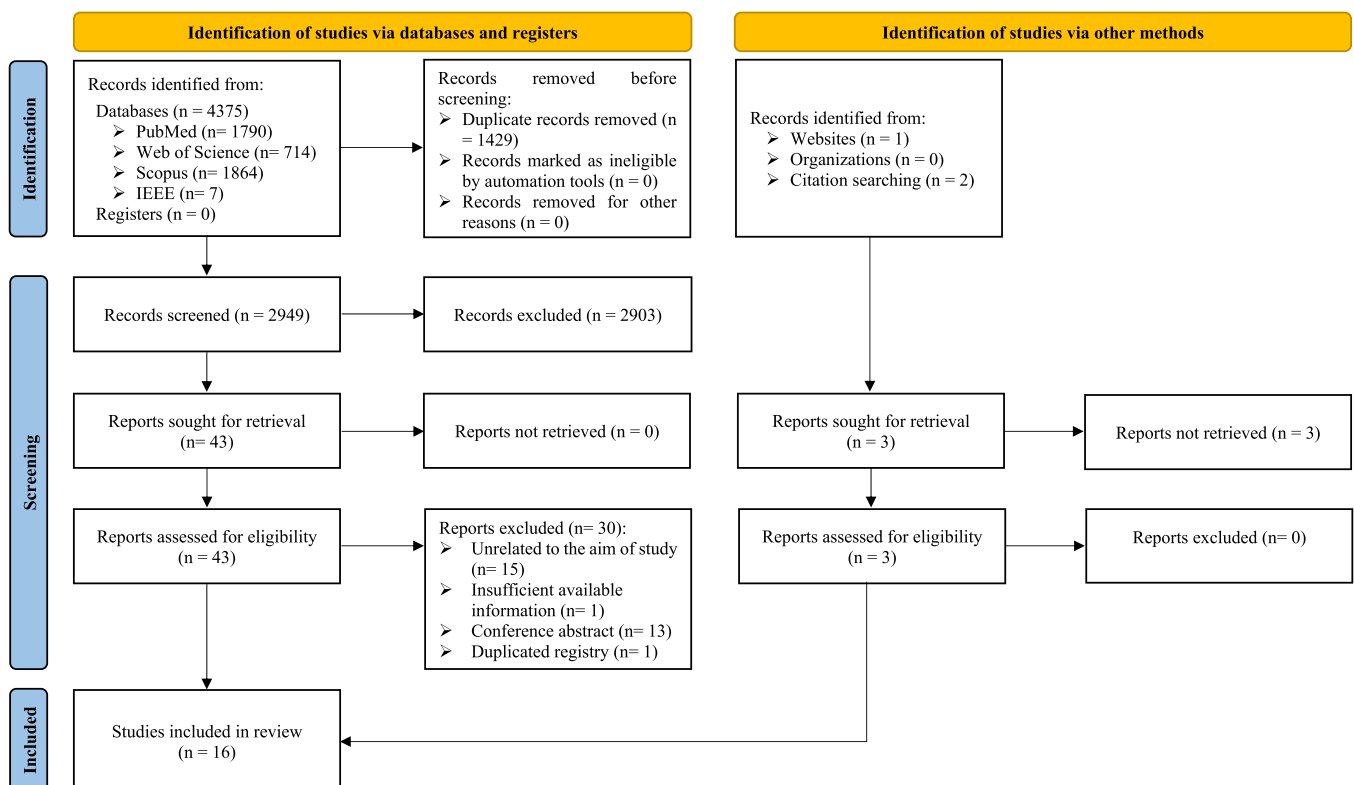 Identification of studies via databases and registers
Identification of studies via other methods
Identification
Records identified from:
Databases (n = 4375)
➢ PubMed (n= 1790)
➢ Web of Science (n= 714)
➢ Scopus (n= 1864)
➢ IEEE (n= 7)
Registers (n = 0)
Records removed before
screening:
➢ Duplicate records removed (n
= 1429)
➢ Records marked as ineligible
by automation tools (n = 0)
➢ Records removed for other
reasons (n = 0)
Records identified from:
➢ Websites (n = 1)
➢ Organizations (n = 0)
➢ Citation searching (n = 2)
Screening
Records screened (n = 2949)
Records excluded (n = 2903)
Reports sought for retrieval
(n= 43)
Reports not retrieved (n = 0)
Reports sought for retrieval
(n = 3)
Reports not retrieved (n = 3)
Reports assessed for eligibility
(n = 43)
Reports excluded (n= 30):
➢ Unrelated to the aim of study
(n= 15)
➢ Insufficient available
information (n= 1)
➢ Conference abstract (n= 13)
➢ Duplicated registry (n= 1)
Reports assessed for eligibility
(n = 3)
Reports excluded (n= 0)
Included
Studies included in review
(n = 16)